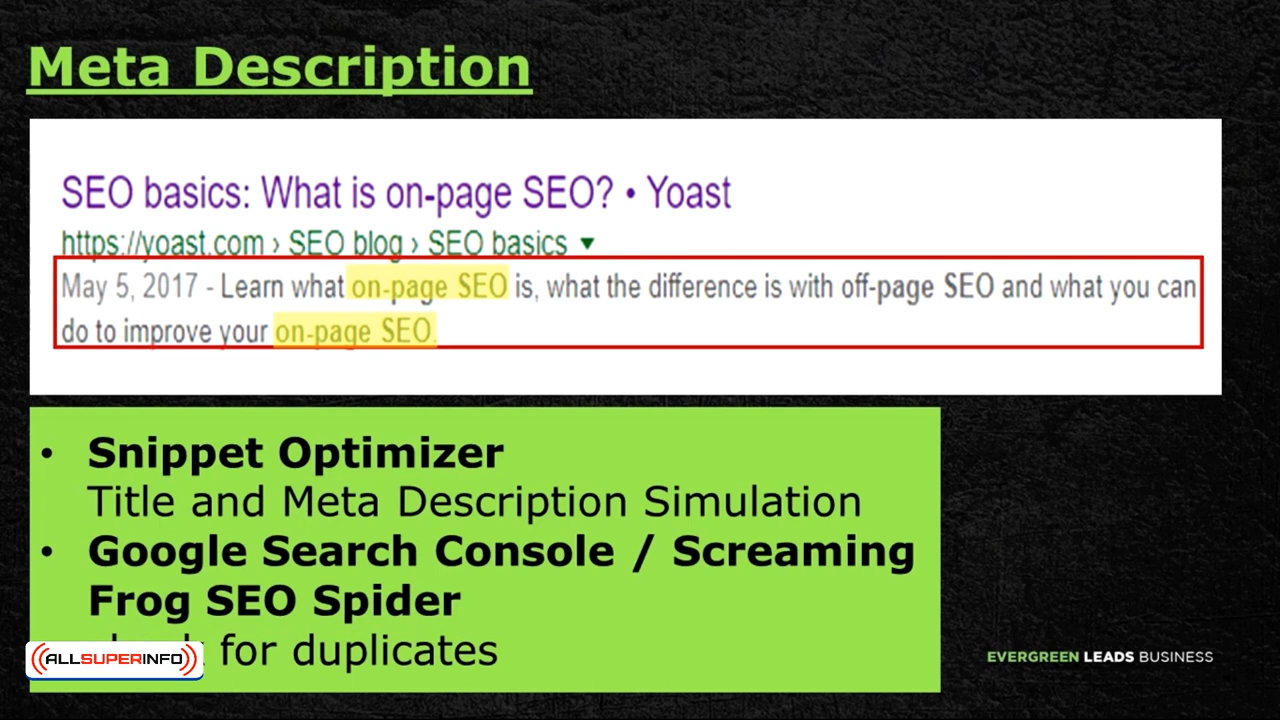 Meta Description
SEO basics: What is on-page SEO? • Yoast
https://yoast.com › SEO blog › SEO basics ▼
May 5, 2017 - Learn what on-page SEO is, what the difference is with off-page SEO and what you can
do to improve your on-page SEO.
• Snippet Optimizer
Title and Meta Description Simulation
• Google Search Console / Screaming
Frog SEO Spider
for duplicates
ALLSUPERINFO
EVERGREEN LEADS BUSINESS